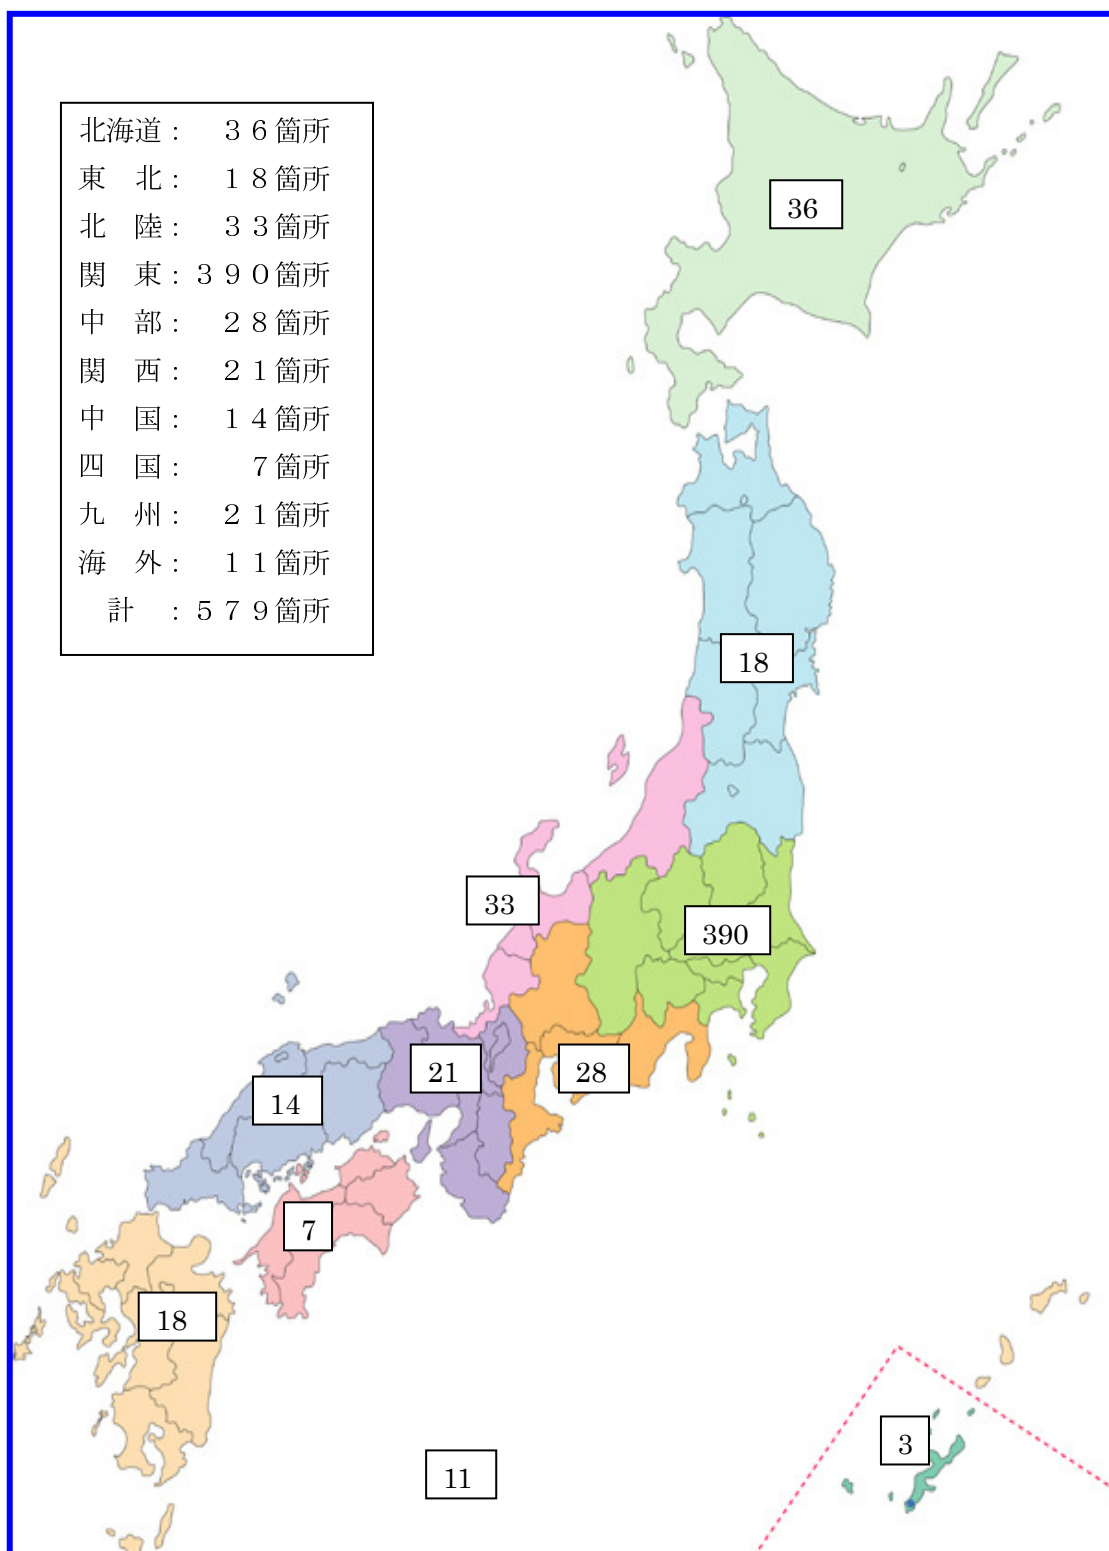 北海道：　３６箇所
東　北：　１８箇所
北　陸：　３３箇所
関　東：３９０箇所
中　部：　２８箇所
関　西：　２１箇所
中　国：　１４箇所
四　国：　　７箇所
九　州：　２１箇所
海　外：　１１箇所
計　：５７９箇所
36
18
33
390
21
28
14
7
18
3
11